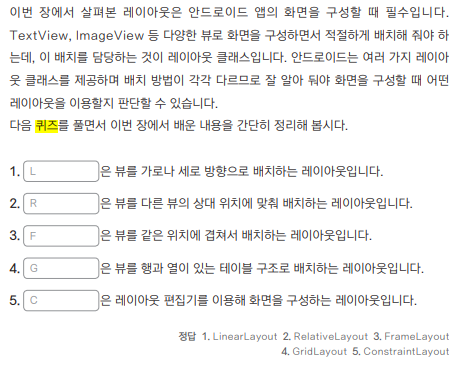 이번 장에서 살펴본 레이아웃은 안드로이드 앱의 화면을 구성할 때 필수입니다.
TextView, ImageView 등 다양한 뷰로 화면을 구성하면서 적절하게 배치해 줘야 하
는데, 이 배치를 담당하는 것이 레이아웃 클래스입니다. 안드로이드는 여러 가지 레이아
웃 클래스를 제공하며 배치 방법이 각각 다르므로 잘 알아 둬야 화면을 구성할 때 어떤
레이아웃을 이용할지 판단할 수 있습니다.
다음 퀴즈를 풀면서 이번 장에서 배운 내용을 간단히 정리해 봅시다.
1. L 은 뷰를 가로나 세로 방향으로 배치하는 레이아웃입니다.
2. R 은 뷰를 다른 뷰의 상대 위치에 맞춰 배치하는 레이아웃입니다.
3. F 은 뷰를 같은 위치에 겹쳐서 배치하는 레이아웃입니다.
4. G 은 뷰를 행과 열이 있는 테이블 구조로 배치하는 레이아웃입니다.
5. C 은 레이아웃 편집기를 이용해 화면을 구성하는 레이아웃입니다.
정답 1. LinearLayout 2. RelativeLayout 3. FrameLayout
4. GridLayout 5. ConstraintLayout